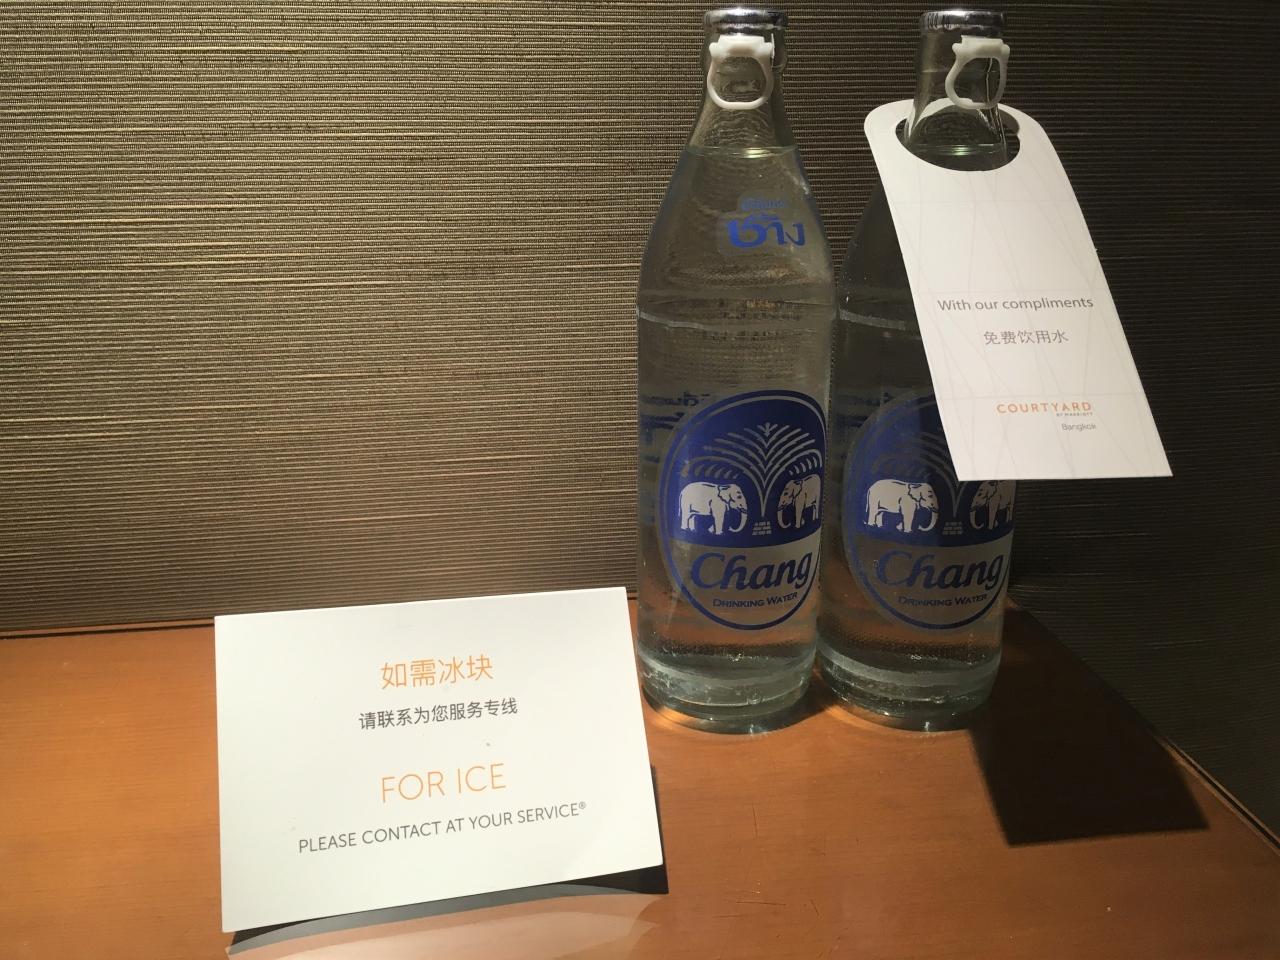 ช้าง
Chang
DRINKING WATER
Chang
DRINKING WATER
With our compliments
免费饮用水
COURTYARD
BY MARRIOTT
Bangkok
如需冰块
请联系为您服务专线
FOR ICE
PLEASE CONTACT AT YOUR SERVICE®